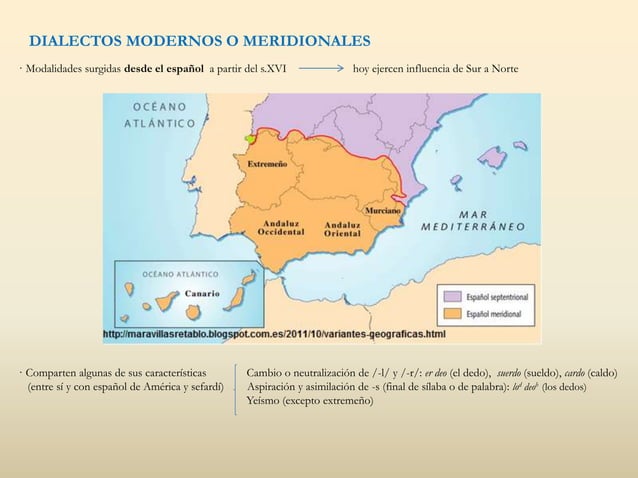 DIALECTOS MODERNOS O MERIDIONALES
· Modalidades surgidas desde el español a partir del s.XVI hoy ejercen influencia de Sur a Norte
OCÉANO
ATLÁNTICO
Extremeño
Murciano
Andaluz
Occidental
Andaluz
Oriental
MAR
MEDITERRÁNEO
OCÉANO ATLÁNTICO
Canario
Español septentrional
Español meridional
http://maravillasretablo.blogspot.com.es/2011/10/variantes-geograficas.html
· Comparten algunas de sus características
(entre sí y con español de América y sefardí)
Cambio o neutralización de /-l/ y /-r/: er deo (el dedo), suerdo (sueldo), cardo (caldo)
Aspiración y asimilación de -s (final de sílaba o de palabra): loᵈ deoʰ (los dedos)
Yeísmo (excepto extremeño)